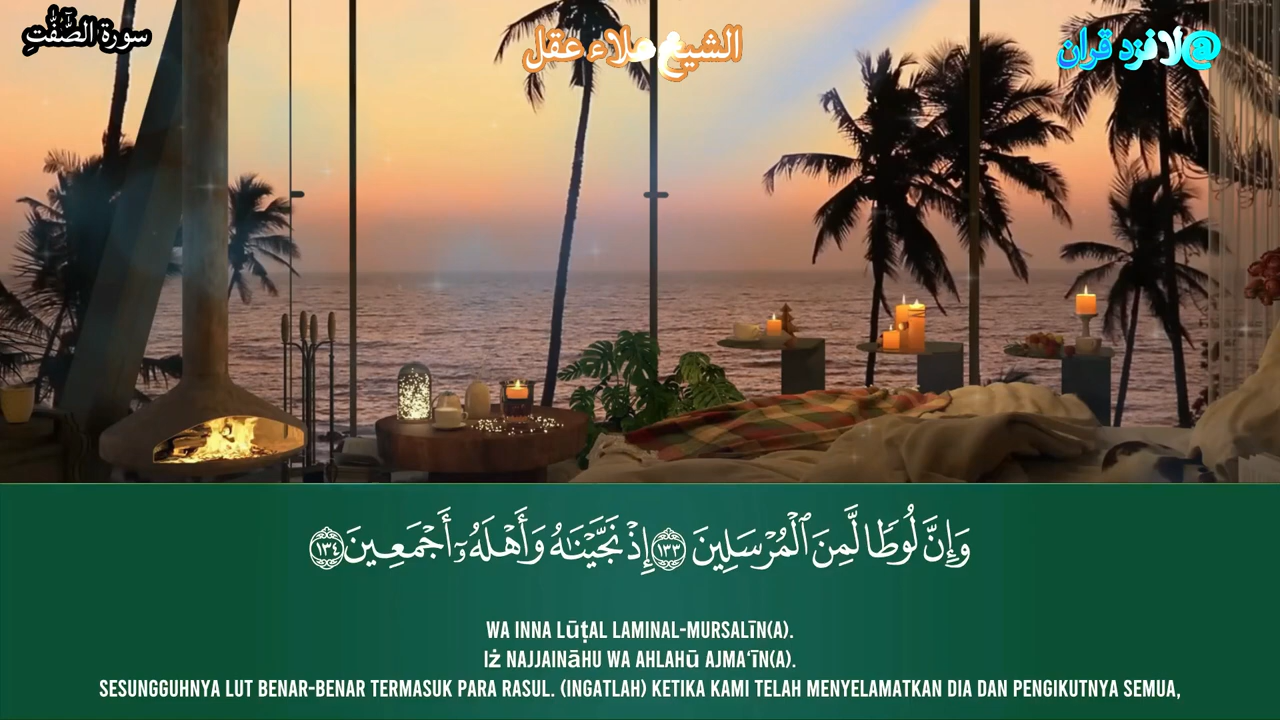 سورة الصّٰٓفّٰتِ
الشيخ علاء عقل
@لافزد قران
وَإِنَّ لُوطًا لَّمِنَ ٱلْمُرْسَلِينَ ١٣٣ إِذْ نَجَّيْنَـٰهُ وَأَهْلَهُۥٓ أَجْمَعِينَ ١٣٤
WA INNA LŪṬAL LAMINAL-MURSALĪN(A).
IŻ NAJJAINĀHU WA AHLAHŪ AJMA‘ĪN(A).
SESUNGGUHNYA LUT BENAR-BENAR TERMASUK PARA RASUL. (INGATLAH) KETIKA KAMI TELAH MENYELAMATKAN DIA DAN PENGIKUTNYA SEMUA,